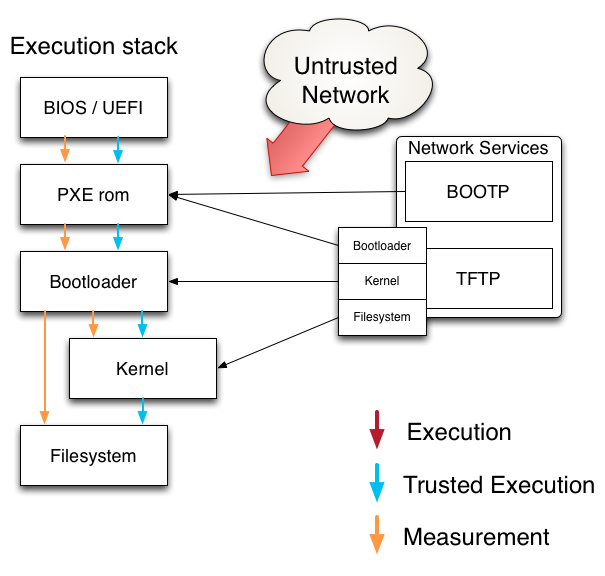 Execution stack
Untrusted
Network
BIOS / UEFI
Network Services
PXE rom
BOOTP
Bootloader
Bootloader
Kernel
TFTP
Filesystem
Kernel
Filesystem
Execution
Trusted Execution
Measurement